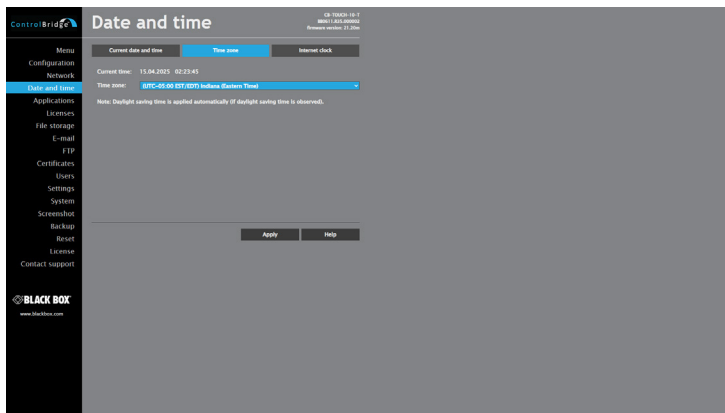 ControlBridge
Date and time
CB-TOUCH-10-T
Firmware version: 21.20m
Menu
Configuration
Network
Date and time
Applications
Licenses
File storage
E-mail
FTP
Certificates
Users
Settings
System
Screenshot
Backup
Reset
License
Contact support
BLACK BOX
www.blackbox.com
Current date and time
Time zone
Internet clock
Current time: 15.04.2025 02:23:45
Time zone: (UTC-05:00 EST/EDT) Indiana (Eastern Time)
Note: Daylight saving time is applied automatically (if daylight saving time is observed).
Apply
Help